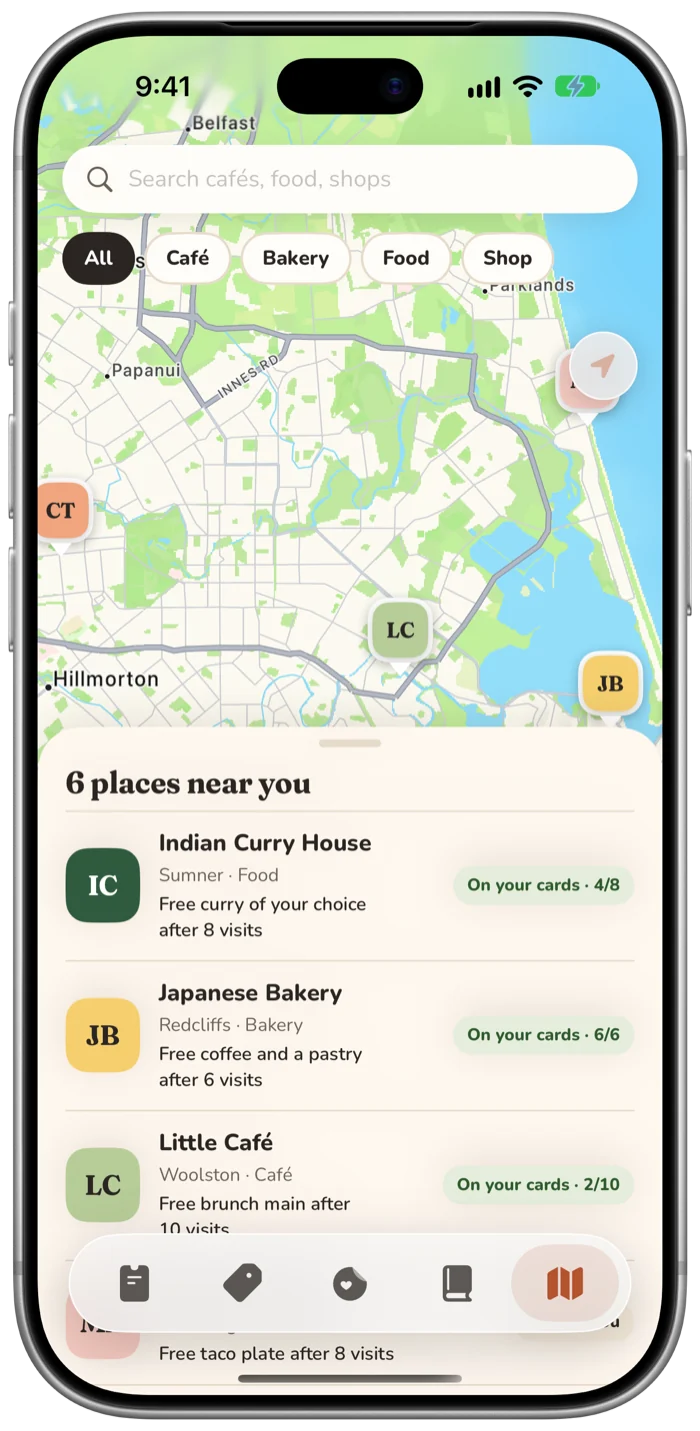 9:41
Belfast
Search cafés, food, shops
All
s
Café
Bakery
Food
Shop
Parklands
Papanui
INNES RD
CT
LC
JB
Hillmorton
6 places near you
IC
Indian Curry House
Sumner · Food
Free curry of your choice
after 8 visits
On your cards · 4/8
JB
Japanese Bakery
Redcliffs · Bakery
Free coffee and a pastry
after 6 visits
On your cards · 6/6
LC
Little Café
Woolston · Café
Free brunch main after
10 visits
On your cards · 2/10
Free taco plate after 8 visits